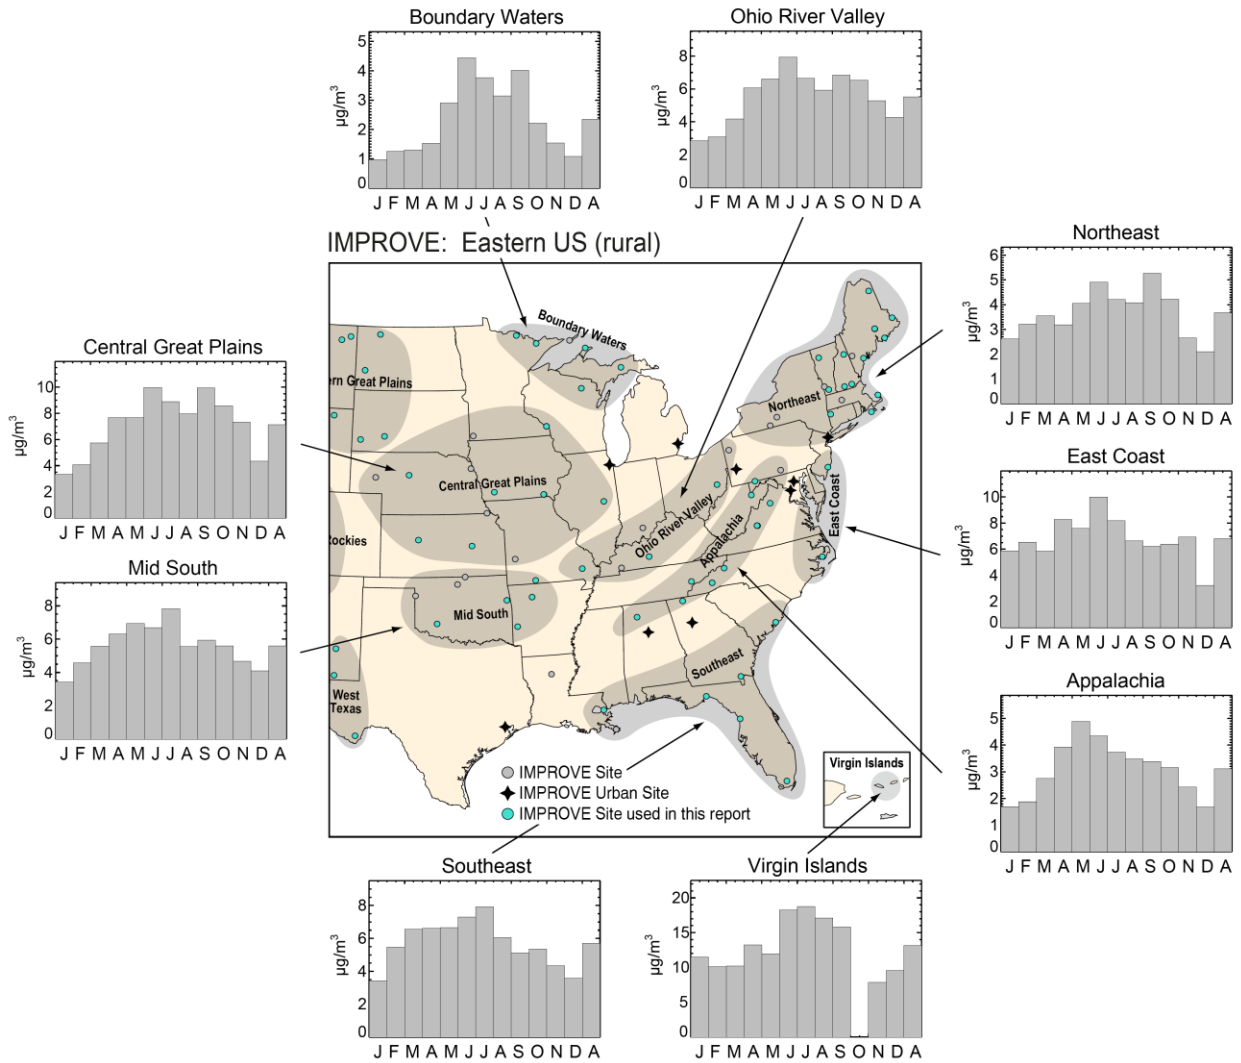 Boundary Waters
µg/m³
5
4
3
2
1
0
J F M A M J J A S O N D A
Ohio River Valley
µg/m³
8
6
4
2
0
J F M A M J J A S O N D A
IMPROVE: Eastern US (rural)
Northeast
6
5
4
3
2
1
0
J F M A M J J A S O N D A
Central Great Plains
µg/m³
10
8
6
4
2
0
J F M A M J J A S O N D A
East Coast
10
8
6
4
2
0
J F M A M J J A S O N D A
Mid South
µg/m³
8
6
4
2
0
J F M A M J J A S O N D A
Appalachia
5
4
3
2
1
0
J F M A M J J A S O N D A
Boundary Waters
ern Great Plains
Northeast
Central Great Plains
Ohio River Valley
East Coast
Appalachia
Rockies
Mid South
Southeast
West
Texas
IMPROVE Site
IMPROVE Urban Site
IMPROVE Site used in this report
Virgin Islands
Southeast
µg/m³
8
6
4
2
0
J F M A M J J A S O N D A
Virgin Islands
µg/m³
20
15
10
5
0
J F M A M J J A S O N D A